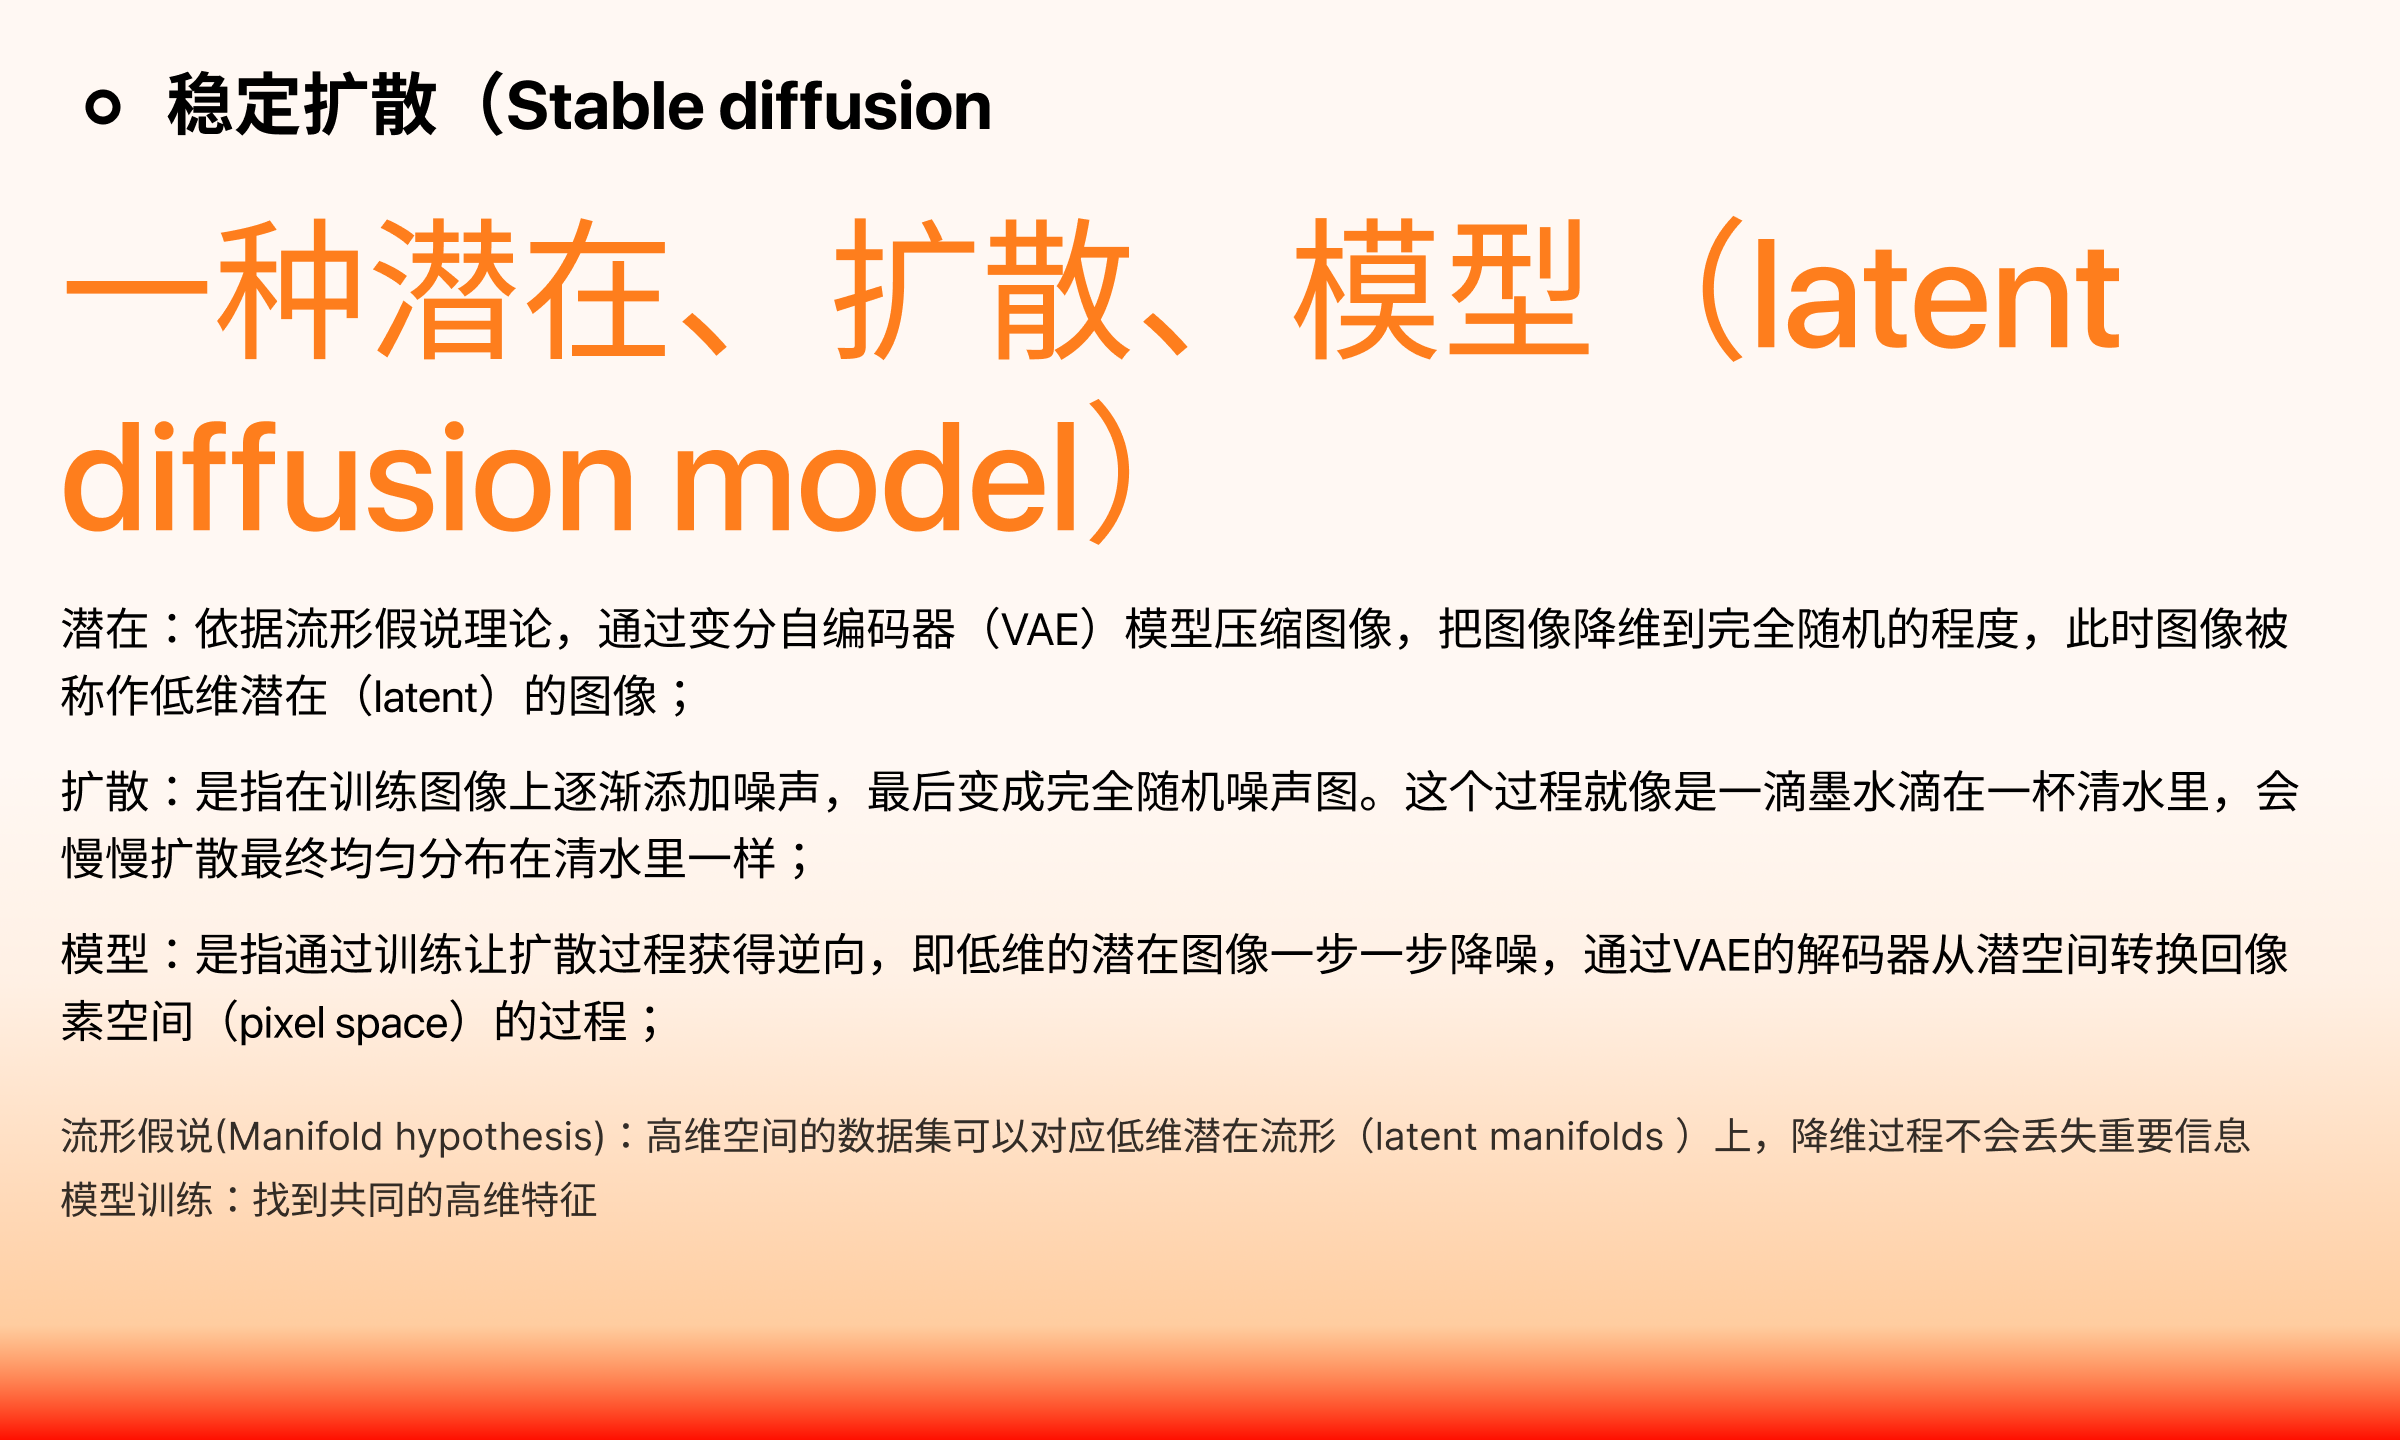 稳定扩散（Stable diffusion
一种潜在、扩散、模型（latent
diffusion model）
潜在：依据流形假说理论，通过变分自编码器（VAE）模型压缩图像，把图像降维到完全随机的程度，此时图像被
称作低维潜在（latent）的图像；
扩散：是指在训练图像上逐渐添加噪声，最后变成完全随机噪声图。这个过程就像是一滴墨水滴在一杯清水里，会
慢慢扩散最终均匀分布在清水里一样；
模型：是指通过训练让扩散过程获得逆向，即低维的潜在图像一步一步降噪，通过VAE的解码器从潜空间转换回像
素空间（pixel space）的过程；
流形假说(Manifold hypothesis)：高维空间的数据集可以对应低维潜在流形（latent manifolds ）上，降维过程不会丢失重要信息
模型训练：找到共同的高维特征